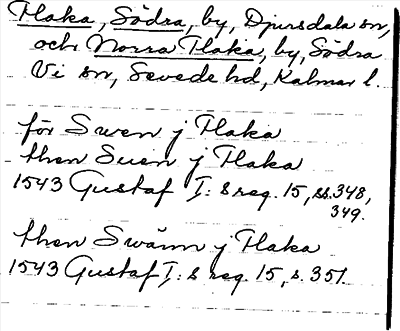 Flaka, Södra, by, Djursdala sn,
och Norra Flaka, by, Södra
Vi sn, Sevede hd, Kalmar l.
för Swen j Flaka
then Suen j Flaka
1543 Gustaf I:s reg. 15, ss. 348,
349.
then Swänn j Flaka
1543 Gustaf I:s reg. 15, s. 351.